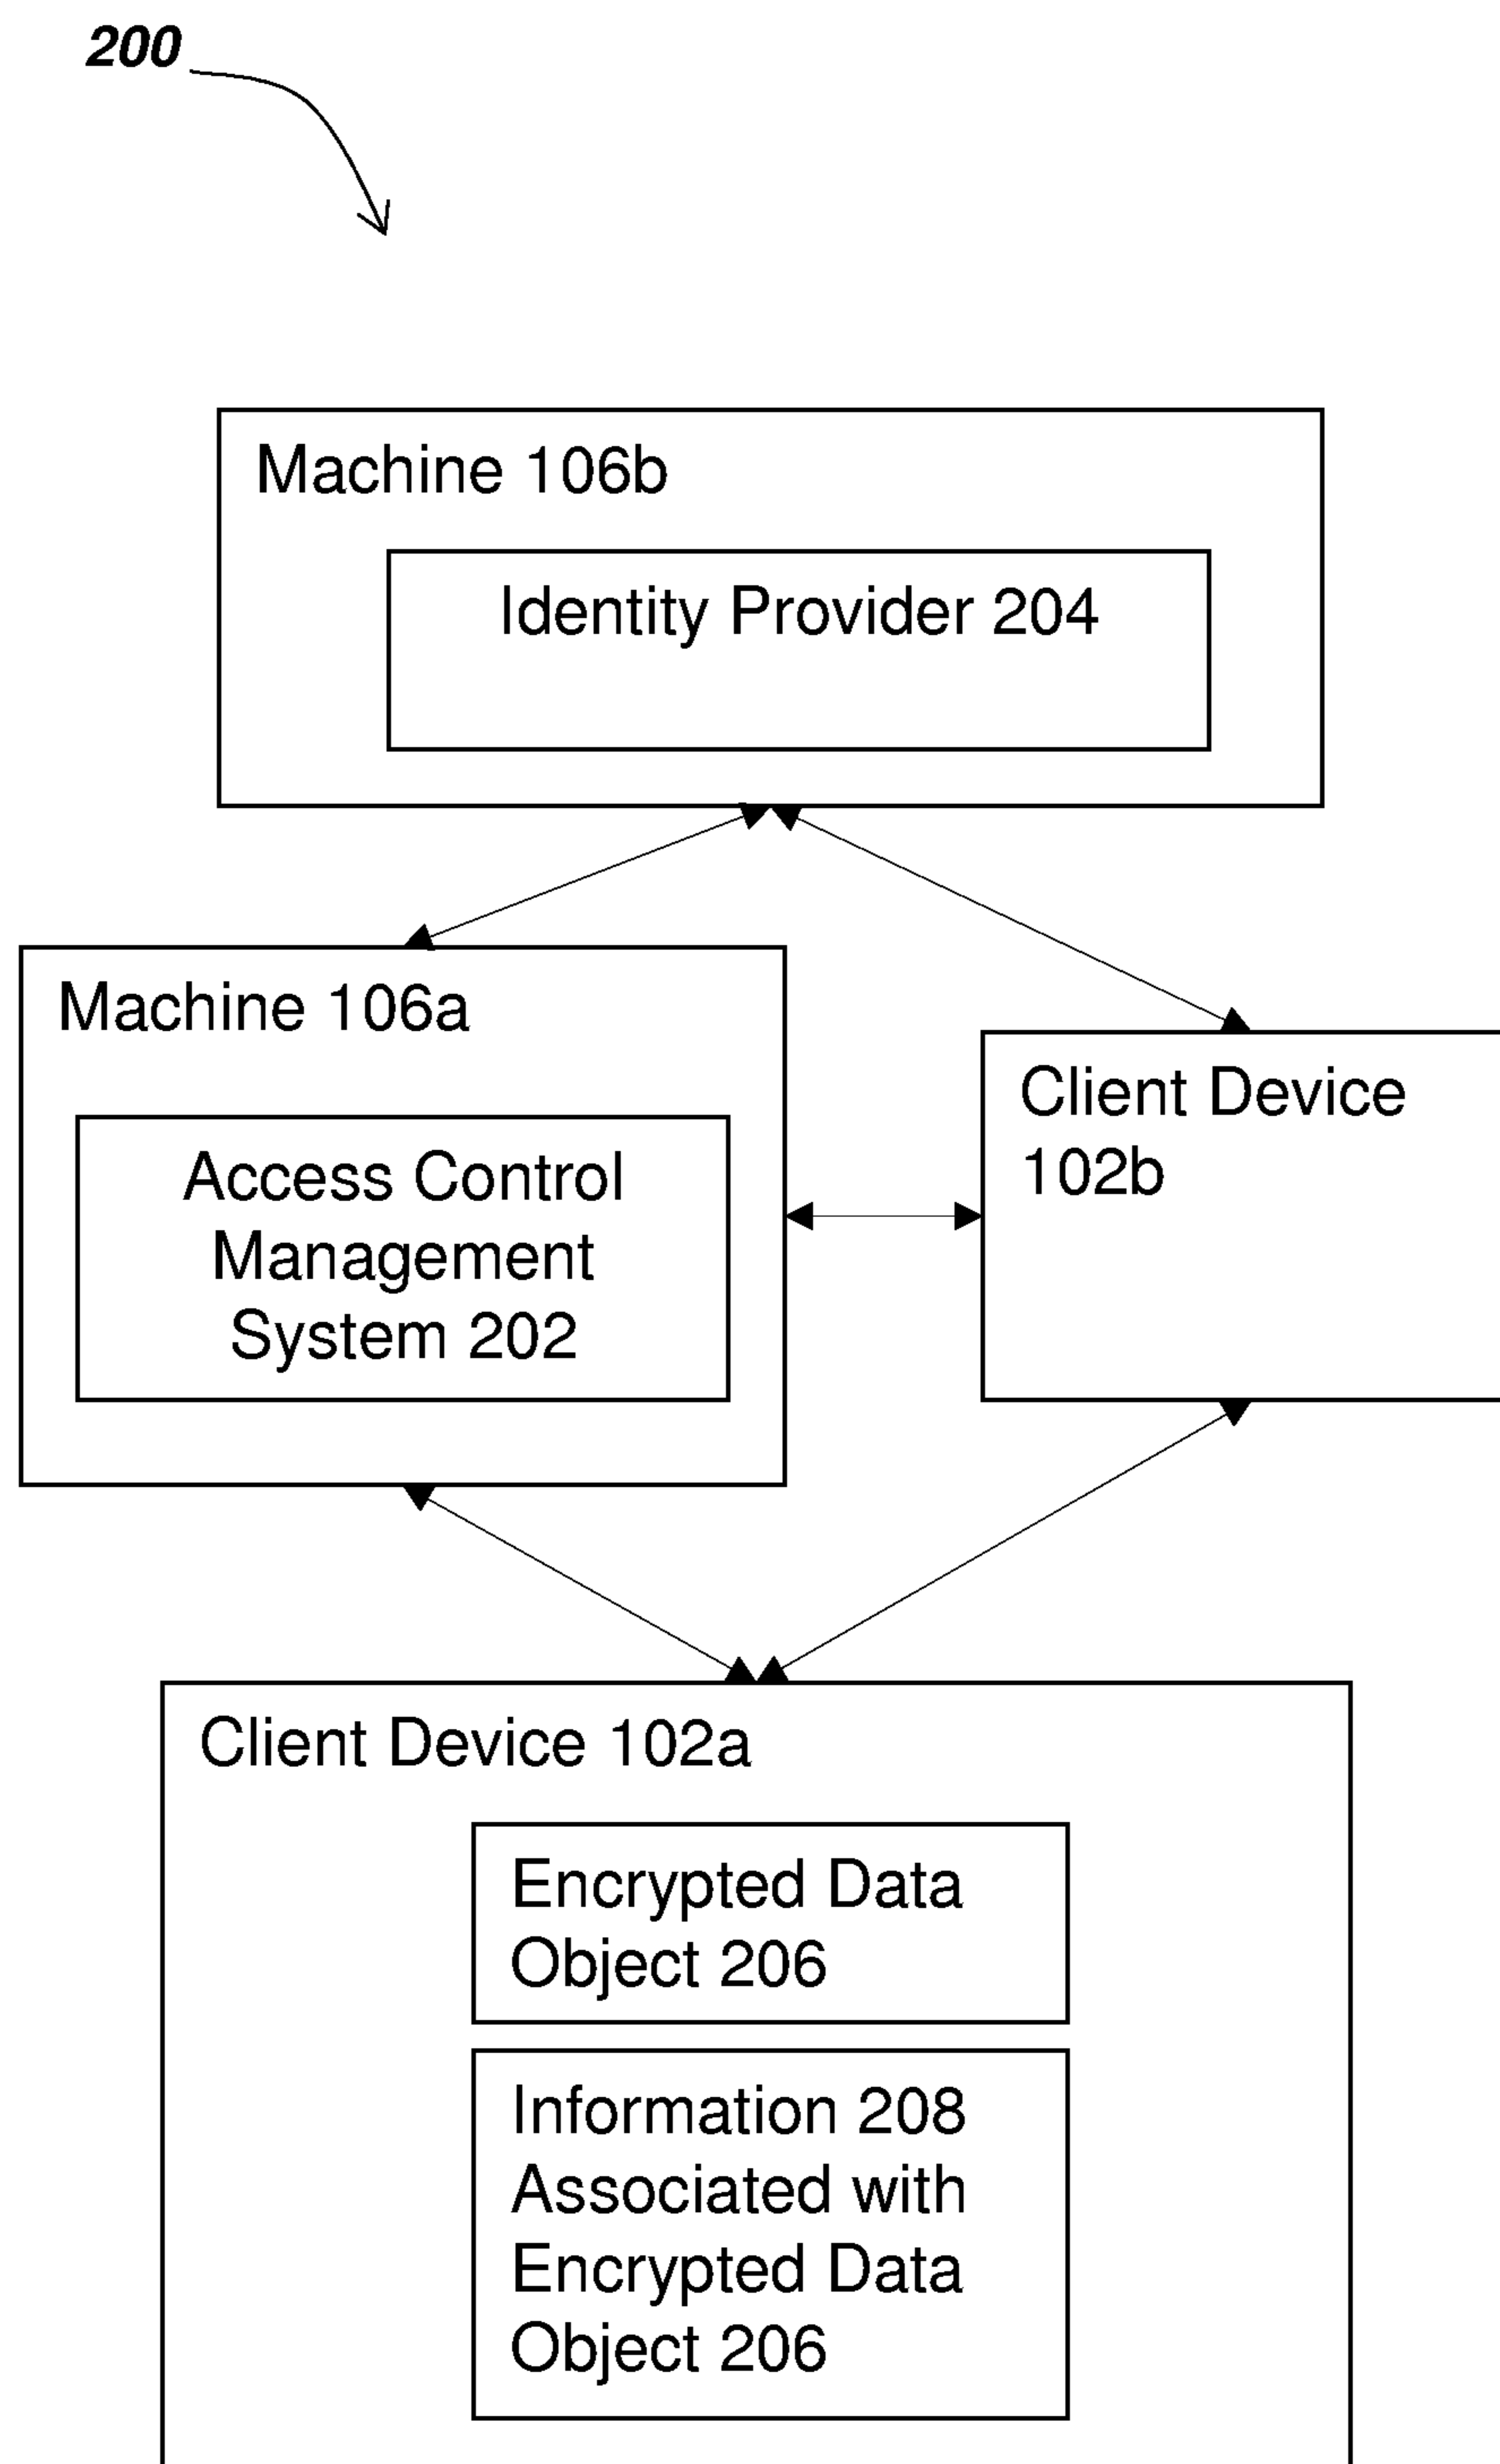 200
Machine 106b
Identity Provider 204
Machine 106a
Access Control
Management
System 202
Client Device
102b
Client Device 102a
Encrypted Data
Object 206
Information 208
Associated with
Encrypted Data
Object 206